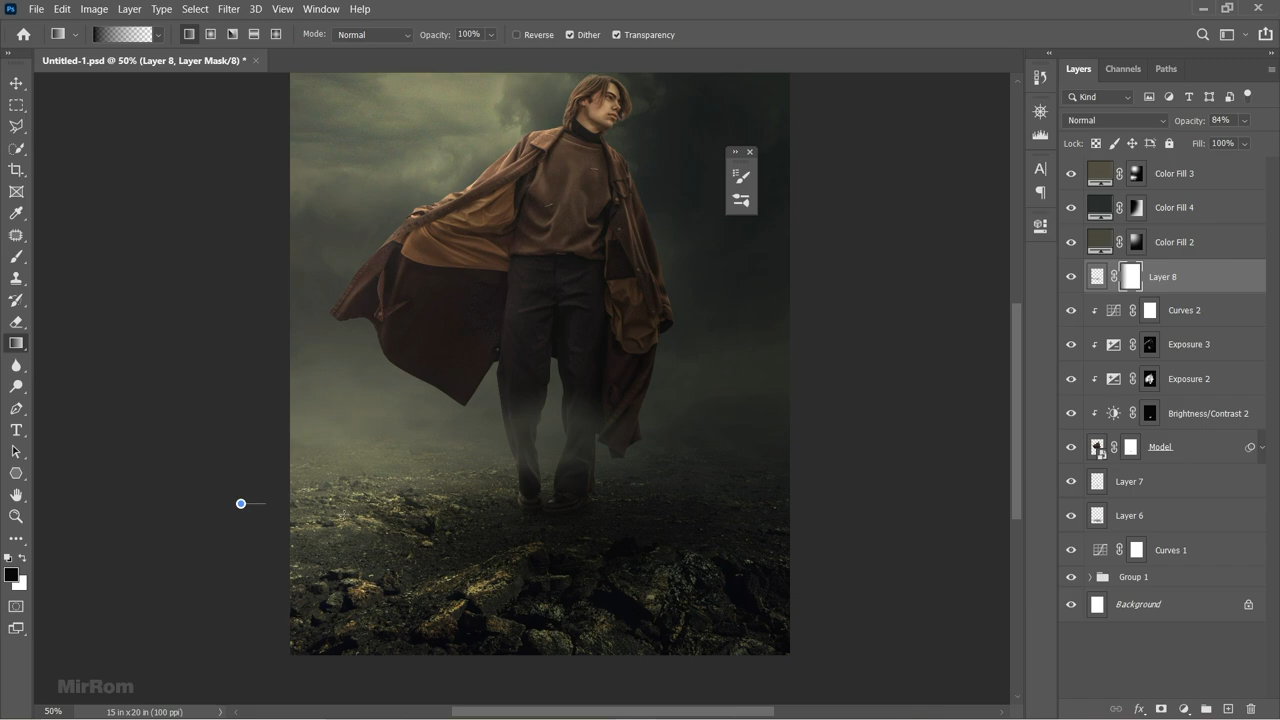 Ps File Edit Image Layer Type Select Filter 3D View Window Help
Mode: Normal Opacity: 100% Reverse Dither Transparency
Untitled-1.psd @ 50% (Layer 8, Layer Mask/8) *
Layers Channels Paths
Kind
Normal Opacity: 84%
Lock: Fill: 100%
Color Fill 3
Color Fill 4
Color Fill 2
Layer 8
Curves 2
Exposure 3
Exposure 2
Brightness/Contrast 2
Model
Layer 7
Layer 6
Curves 1
Group 1
Background
MirRom
50% 15 in x 20 in (100 ppi)